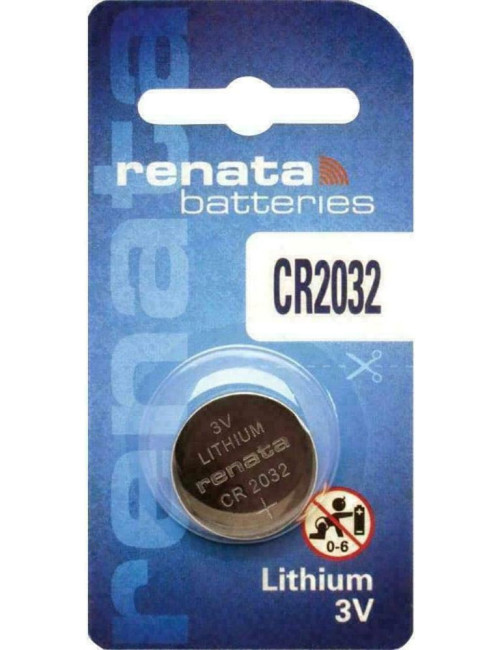 renata
renata
batteries
CR2032
3V
LITHIUM
renata
CR 2032
+
0-6
Lithium
3V